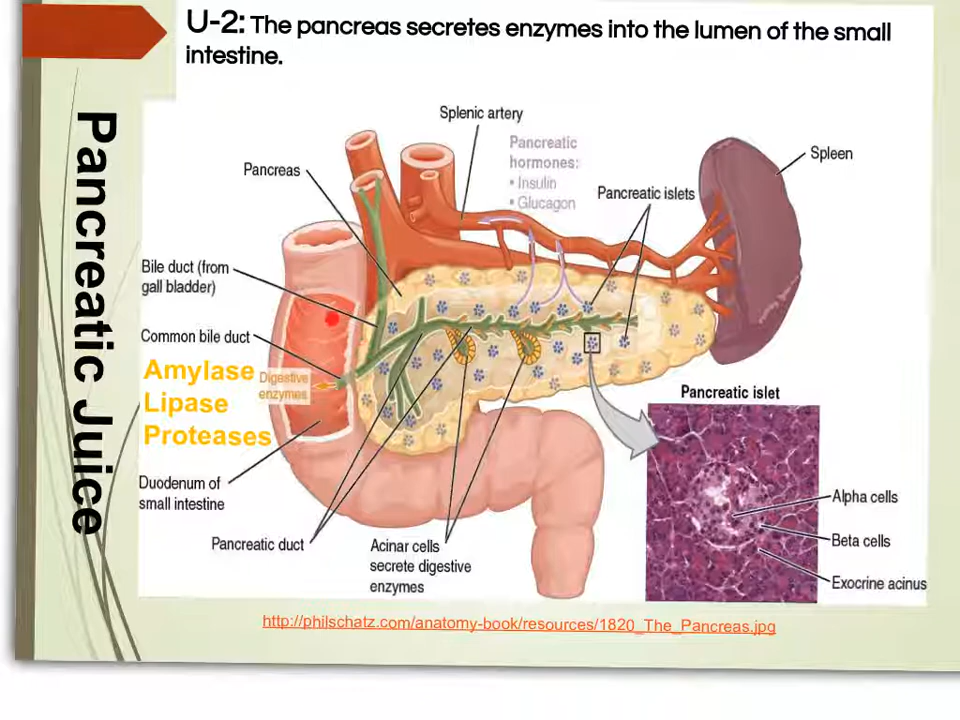 U-2: The pancreas secretes enzymes into the lumen of the small
intestine.
Pancreatic Juice
Splenic artery
Pancreatic
hormones:
• Insulin
• Glucagon
Pancreas
Pancreatic islets
Spleen
Bile duct (from
gall bladder)
Common bile duct
Amylase
Lipase
Proteases
Digestive
enzymes
Pancreatic islet
Duodenum of
small intestine
Pancreatic duct
Acinar cells
secrete digestive
enzymes
Alpha cells
Beta cells
Exocrine acinus
http://philschatz.com/anatomy-book/resources/1820_The_Pancreas.jpg